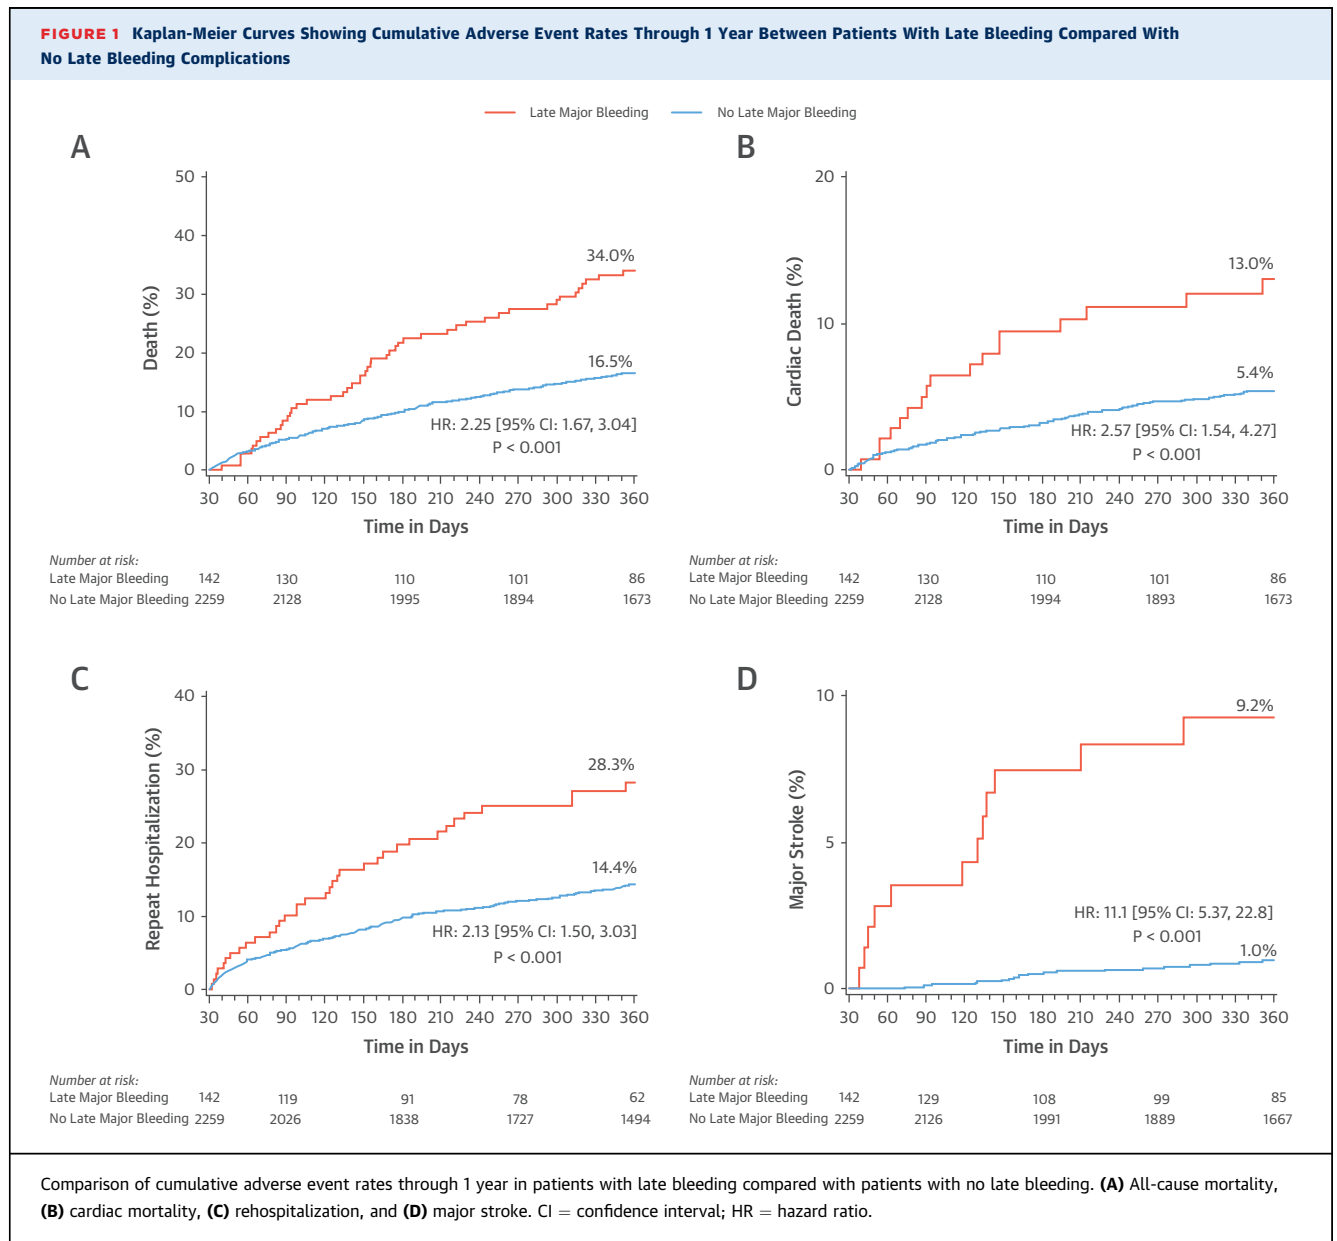 FIGURE 1 Kaplan-Meier Curves Showing Cumulative Adverse Event Rates Through 1 Year Between Patients With Late Bleeding Compared With
No Late Bleeding Complications
Late Major Bleeding No Late Major Bleeding
A
50
40
30
20
10
0
Death (%)
34.0%
16.5%
HR: 2.25 [95% CI: 1.67, 3.04]
P < 0.001
30 60 90 120 150 180 210 240 270 300 330 360
Time in Days
Number at risk:
Late Major Bleeding 142 130 110 101 86
No Late Major Bleeding 2259 2128 1995 1894 1673
B
20
10
0
Cardiac Death (%)
13.0%
5.4%
HR: 2.57 [95% CI: 1.54, 4.27]
P < 0.001
30 60 90 120 150 180 210 240 270 300 330 360
Time in Days
Number at risk:
Late Major Bleeding 142 130 110 101 86
No Late Major Bleeding 2259 2128 1994 1893 1673
C
40
30
20
10
0
Repeat Hospitalization (%)
28.3%
14.4%
HR: 2.13 [95% CI: 1.50, 3.03]
P < 0.001
30 60 90 120 150 180 210 240 270 300 330 360
Time in Days
Number at risk:
Late Major Bleeding 142 119 91 78 62
No Late Major Bleeding 2259 2026 1838 1727 1494
D
10
5
0
Major Stroke (%)
9.2%
HR: 11.1 [95% CI: 5.37, 22.8]
P < 0.001
1.0%
30 60 90 120 150 180 210 240 270 300 330 360
Time in Days
Number at risk:
Late Major Bleeding 142 129 108 99 85
No Late Major Bleeding 2259 2126 1991 1889 1667
Comparison of cumulative adverse event rates through 1 year in patients with late bleeding compared with patients with no late bleeding. (A) All-cause mortality,
(B) cardiac mortality, (C) rehospitalization, and (D) major stroke. CI = confidence interval; HR = hazard ratio.